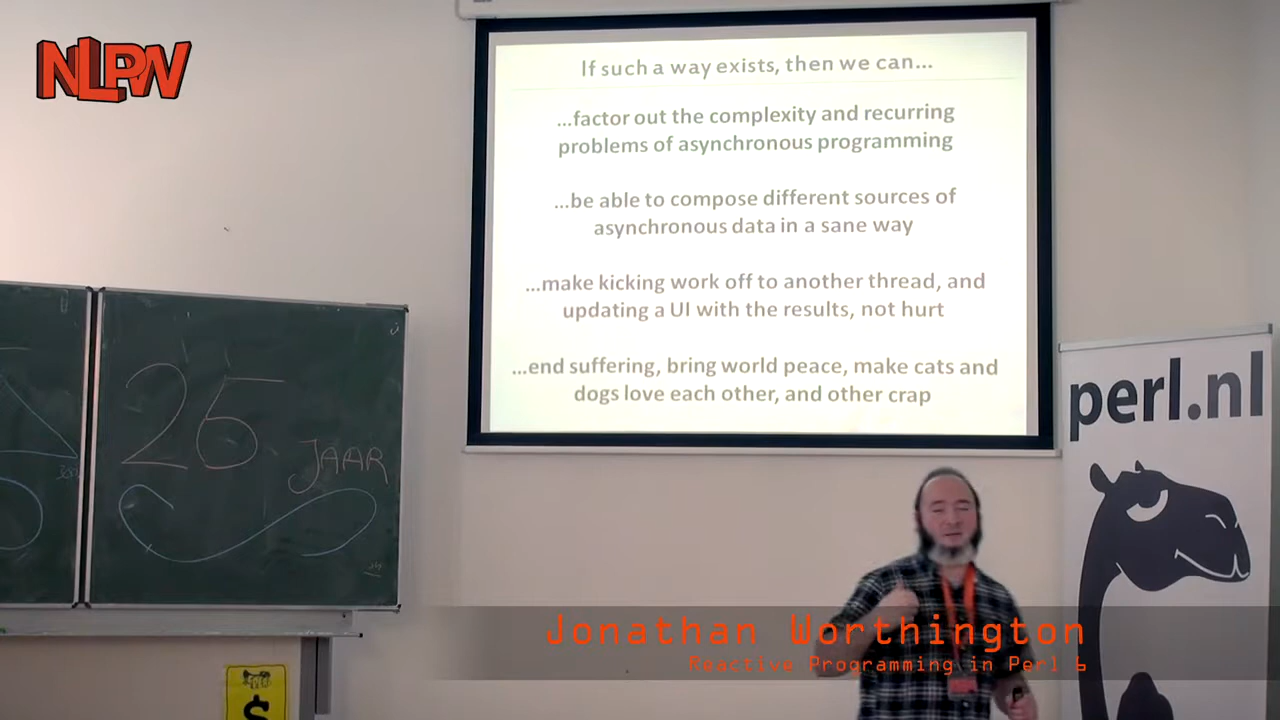 NLPW
If such a way exists, then we can...
...factor out the complexity and recurring
problems of asynchronous programming
...be able to compose different sources of
asynchronous data in a sane way
...make kicking work off to another thread, and
updating a UI with the results, not hurt
...end suffering, bring world peace, make cats and
dogs love each other, and other crap
25
JAAR
perl.nl
Jonathan Worthington
Reactive Programming in Perl 6
$